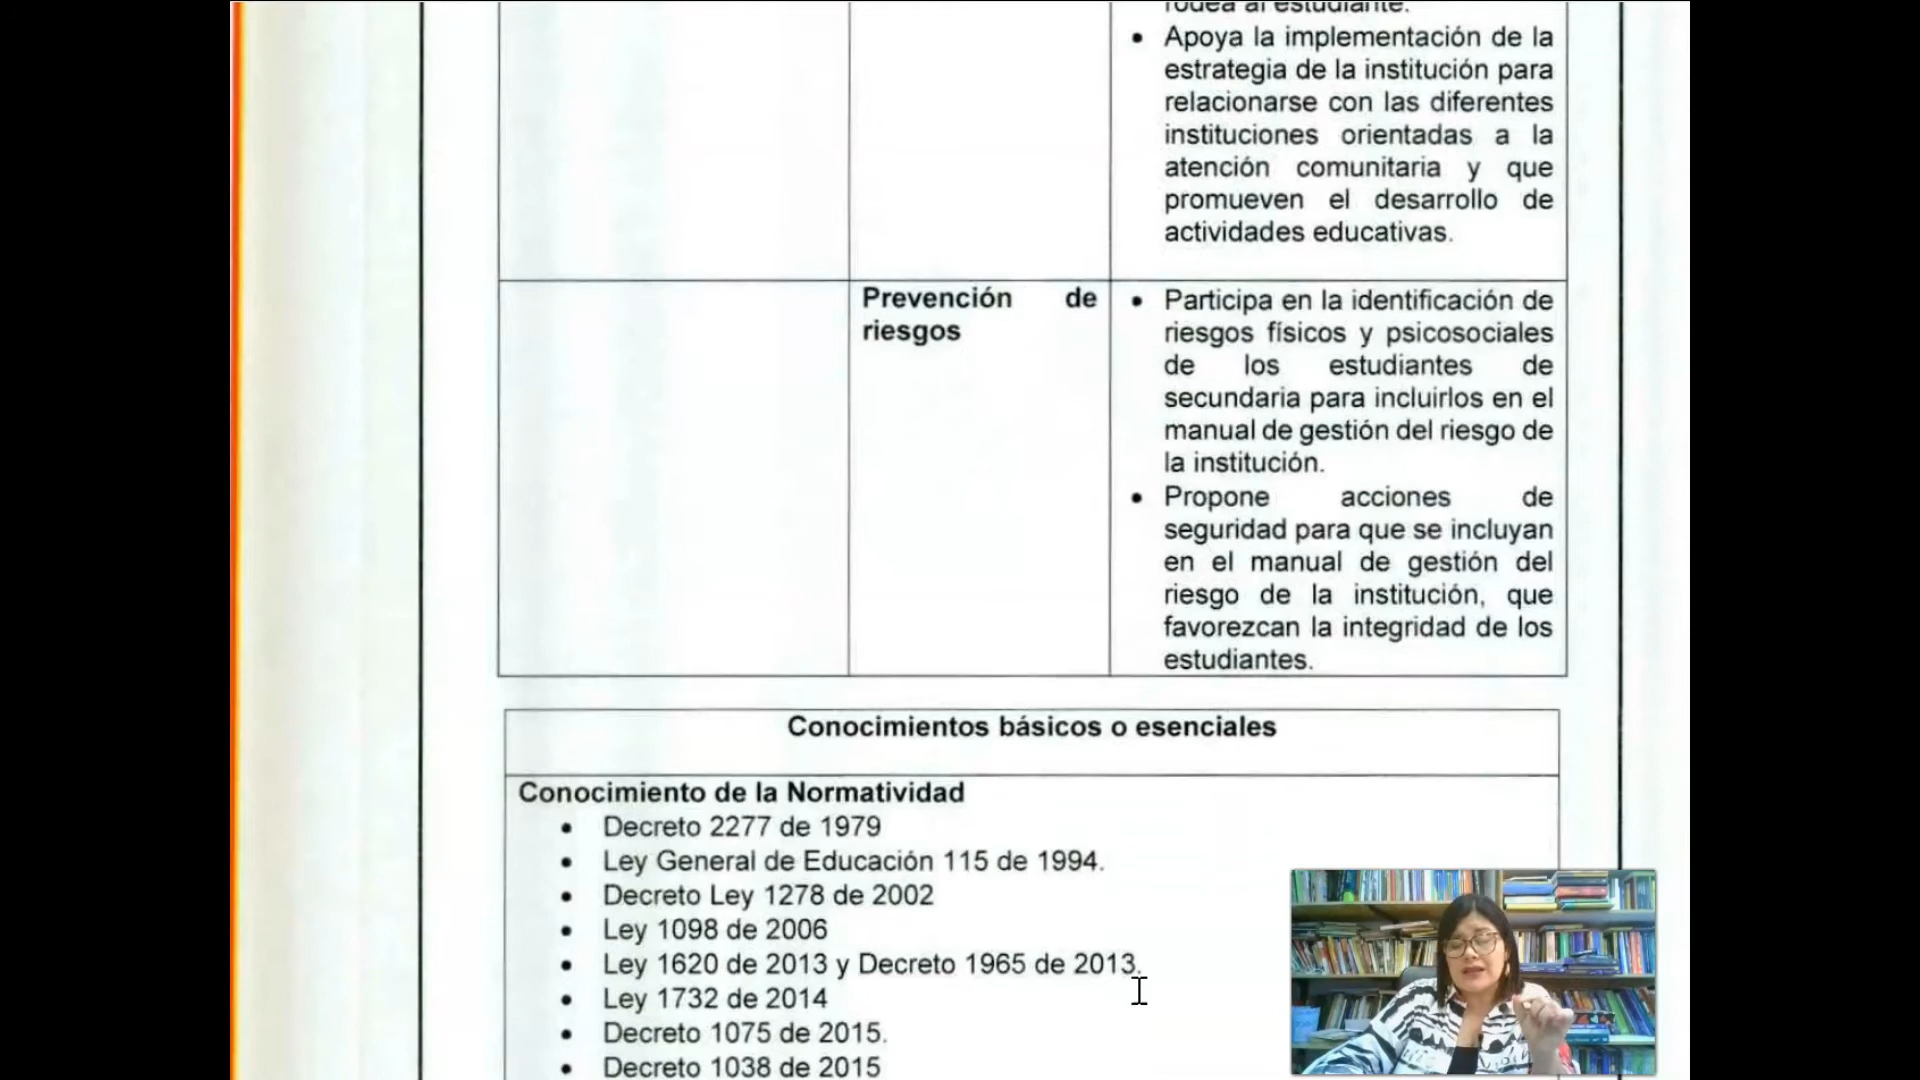 rodea al estudiante.
• Apoya la implementación de la
estrategia de la institución para
relacionarse con las diferentes
instituciones orientadas a la
atención comunitaria y que
promueven el desarrollo de
actividades educativas.
Prevención de
riesgos
• Participa en la identificación de
riesgos físicos y psicosociales
de los estudiantes de
secundaria para incluirlos en el
manual de gestión del riesgo de
la institución.
• Propone acciones de
seguridad para que se incluyan
en el manual de gestión del
riesgo de la institución, que
favorezcan la integridad de los
estudiantes.
Conocimientos básicos o esenciales
Conocimiento de la Normatividad
• Decreto 2277 de 1979
• Ley General de Educación 115 de 1994.
• Decreto Ley 1278 de 2002
• Ley 1098 de 2006
• Ley 1620 de 2013 y Decreto 1965 de 2013.
• Ley 1732 de 2014
• Decreto 1075 de 2015.
• Decreto 1038 de 2015